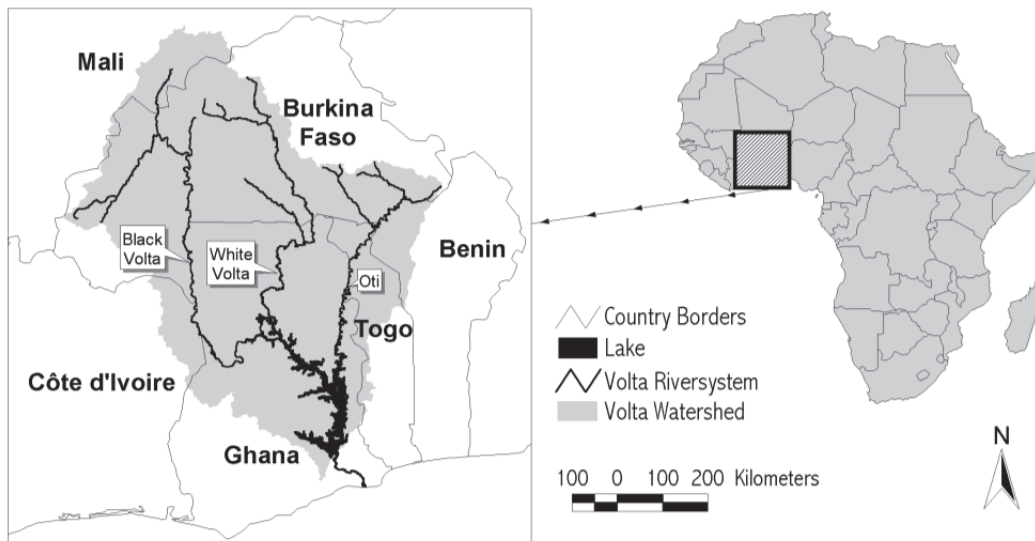 Mali
Burkina
Faso
Black
Volta
White
Volta
Oti
Benin
Togo
Côte d'Ivoire
Ghana
Country Borders
Lake
Volta Riversystem
Volta Watershed
N
100 0 100 200 Kilometers